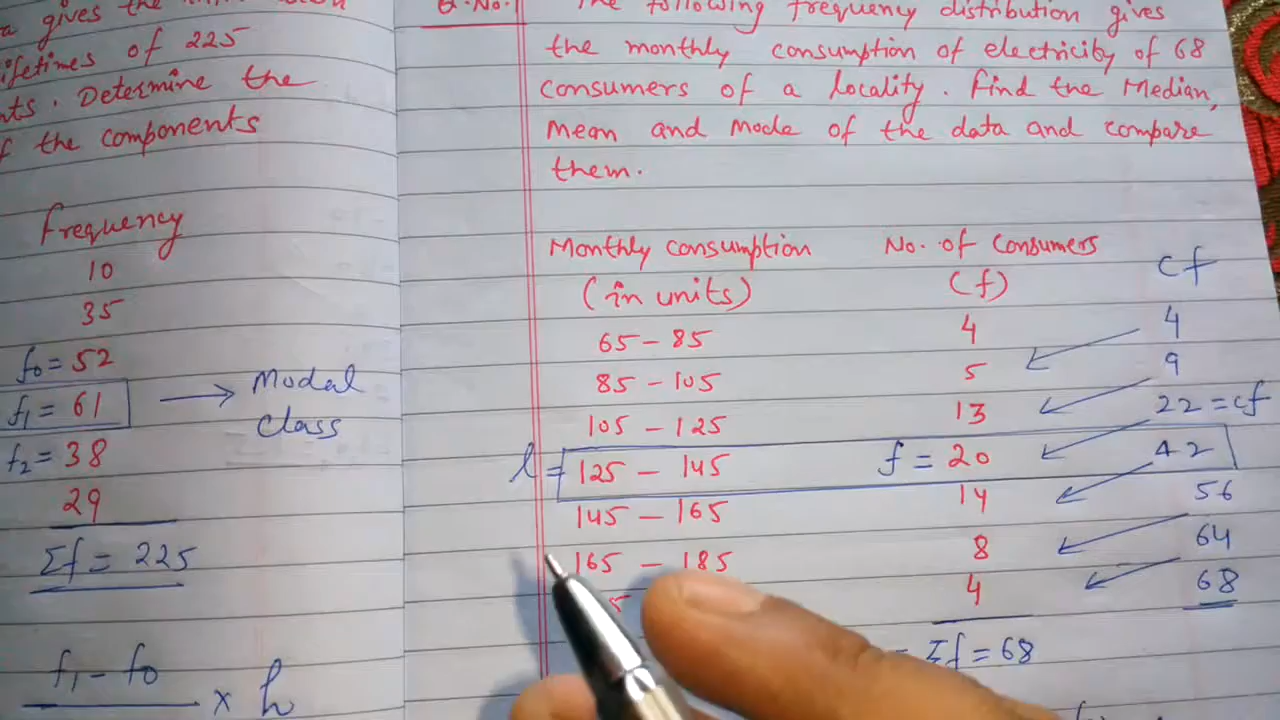 gives the
lifetimes of 225
Determine the
the components
Frequency
10
35
f₀ = 52
f₁ = 61 → Modal class
f₂ = 38
29
Σf = 225
f₁ - f₀
× h
Q.No.
The following frequency distribution gives
the monthly consumption of electricity of 68
consumers of a locality. Find the Median,
Mean and Mode of the data and compare
them.
Monthly consumption No. of Consumers cf
(in units) (f)
65 - 85 4 4
85 - 105 5 9
105 - 125 13 22 = cf
l = 125 - 145 f = 20 42
145 - 165 14 56
165 - 185 8 64
4 68
= Σf = 68